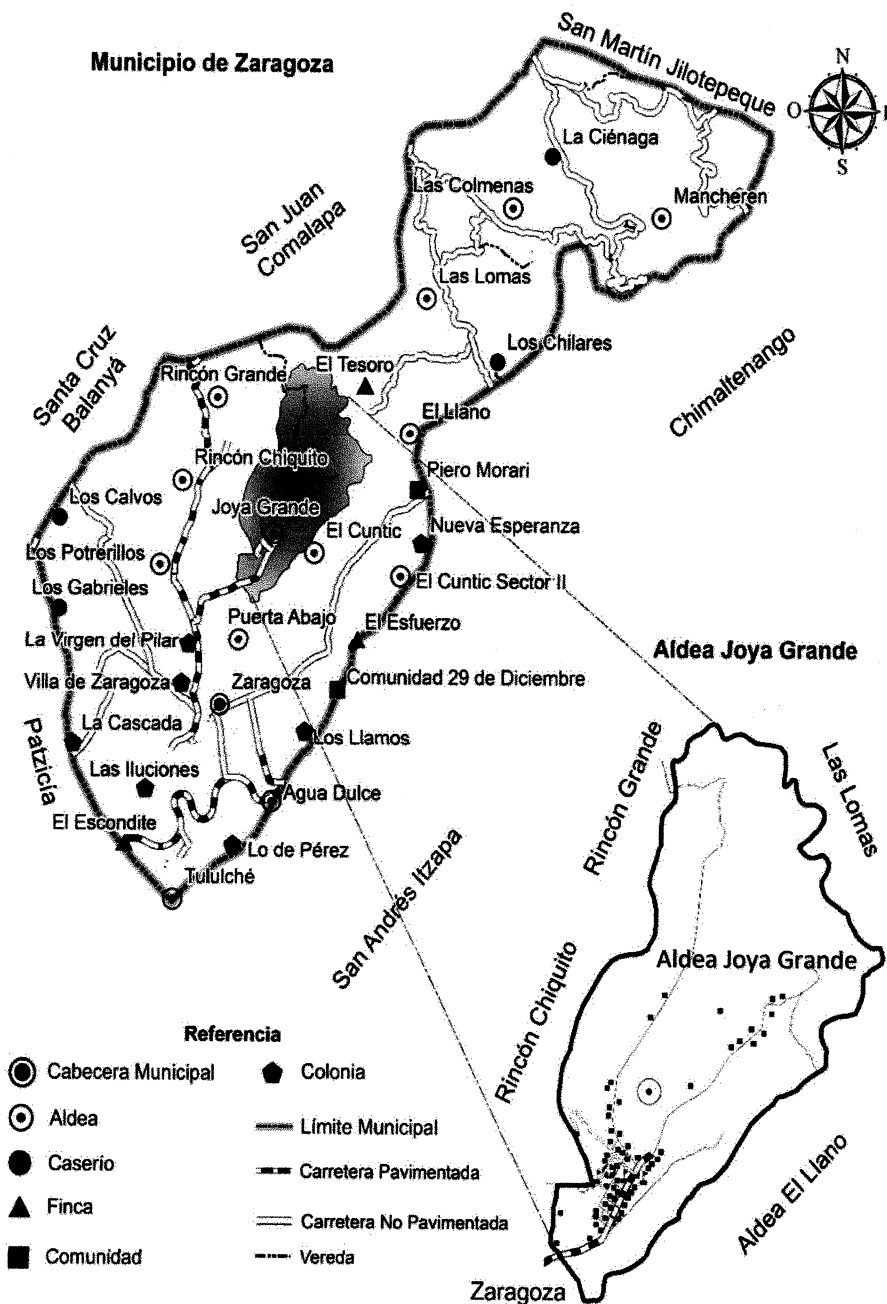 Municipio de Zaragoza
San Martín Jilotepeque
N
O
E
S
La Ciénaga
Las Colmenas
Mancheren
San Juan
Comalapa
Las Lomas
Los Chilares
Santa Cruz
Balanyá
El Tesoro
Rincón Grande
Chimaltenango
El Llano
Rincón Chiquito
Piero Morari
Los Calvos
Joya Grande
Nueva Esperanza
El Cuntic
Los Potrerillos
El Cuntic Sector II
Los Gabrieles
Puerta Abajo
El Esfuerzo
La Virgen del Pilar
Aldea Joya Grande
Villa de Zaragoza
Zaragoza
Comunidad 29 de Diciembre
La Cascada
Los Llamos
Patzicía
Las Iluciones
Agua Dulce
El Escondite
Lo de Pérez
Tululché
San Andrés Itzapa
Rincón Grande
Las Lomas
Aldea Joya Grande
Rincón Chiquito
Aldea El Llano
Zaragoza
Referencia
Cabecera Municipal
Colonia
Aldea
Límite Municipal
Caserío
Carretera Pavimentada
Finca
Carretera No Pavimentada
Comunidad
Vereda